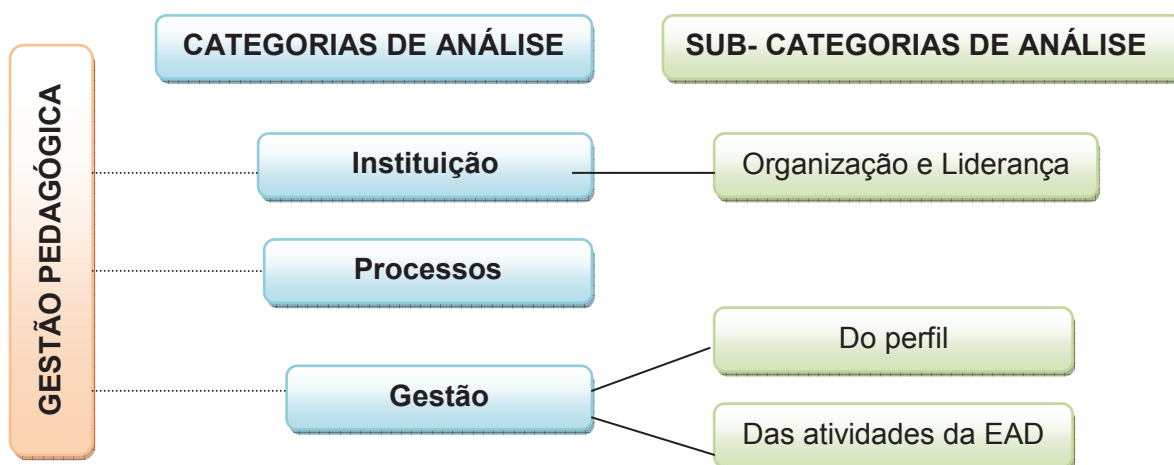 GESTÃO PEDAGÓGICA
CATEGORIAS DE ANÁLISE
SUB- CATEGORIAS DE ANÁLISE
Instituição
Organização e Liderança
Processos
Do perfil
Gestão
Das atividades da EAD